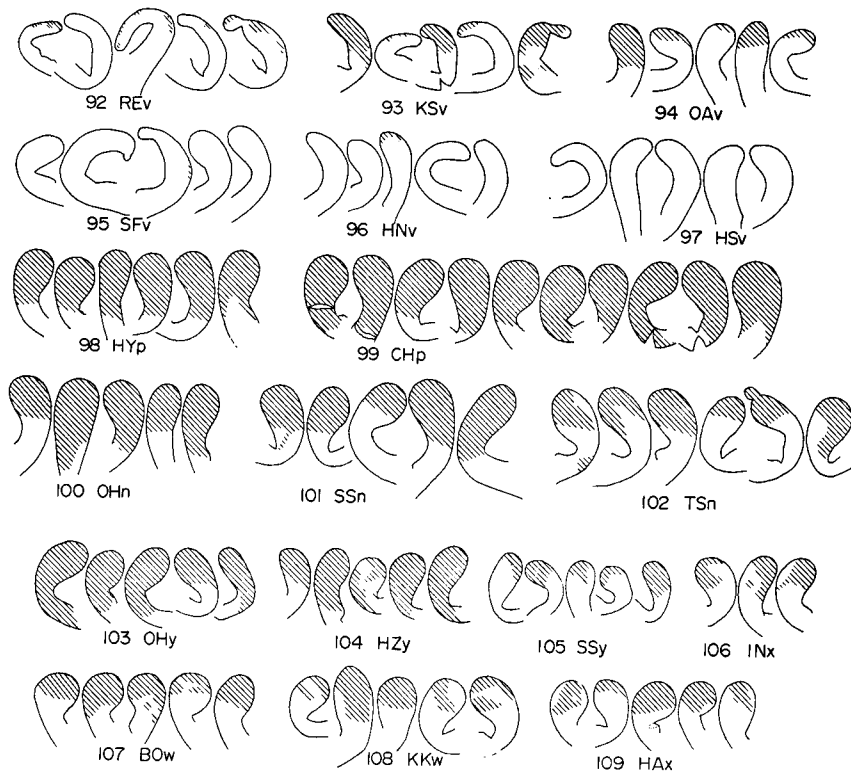 92 REv
93 KSv
94 OAv
95 SFv
96 HNv
97 HSv
98 HYp
99 CHp
100 OHn
101 SSn
102 TSn
103 OHy
104 HZy
105 SSy
106 INx
107 BOw
108 KKw
109 HAx